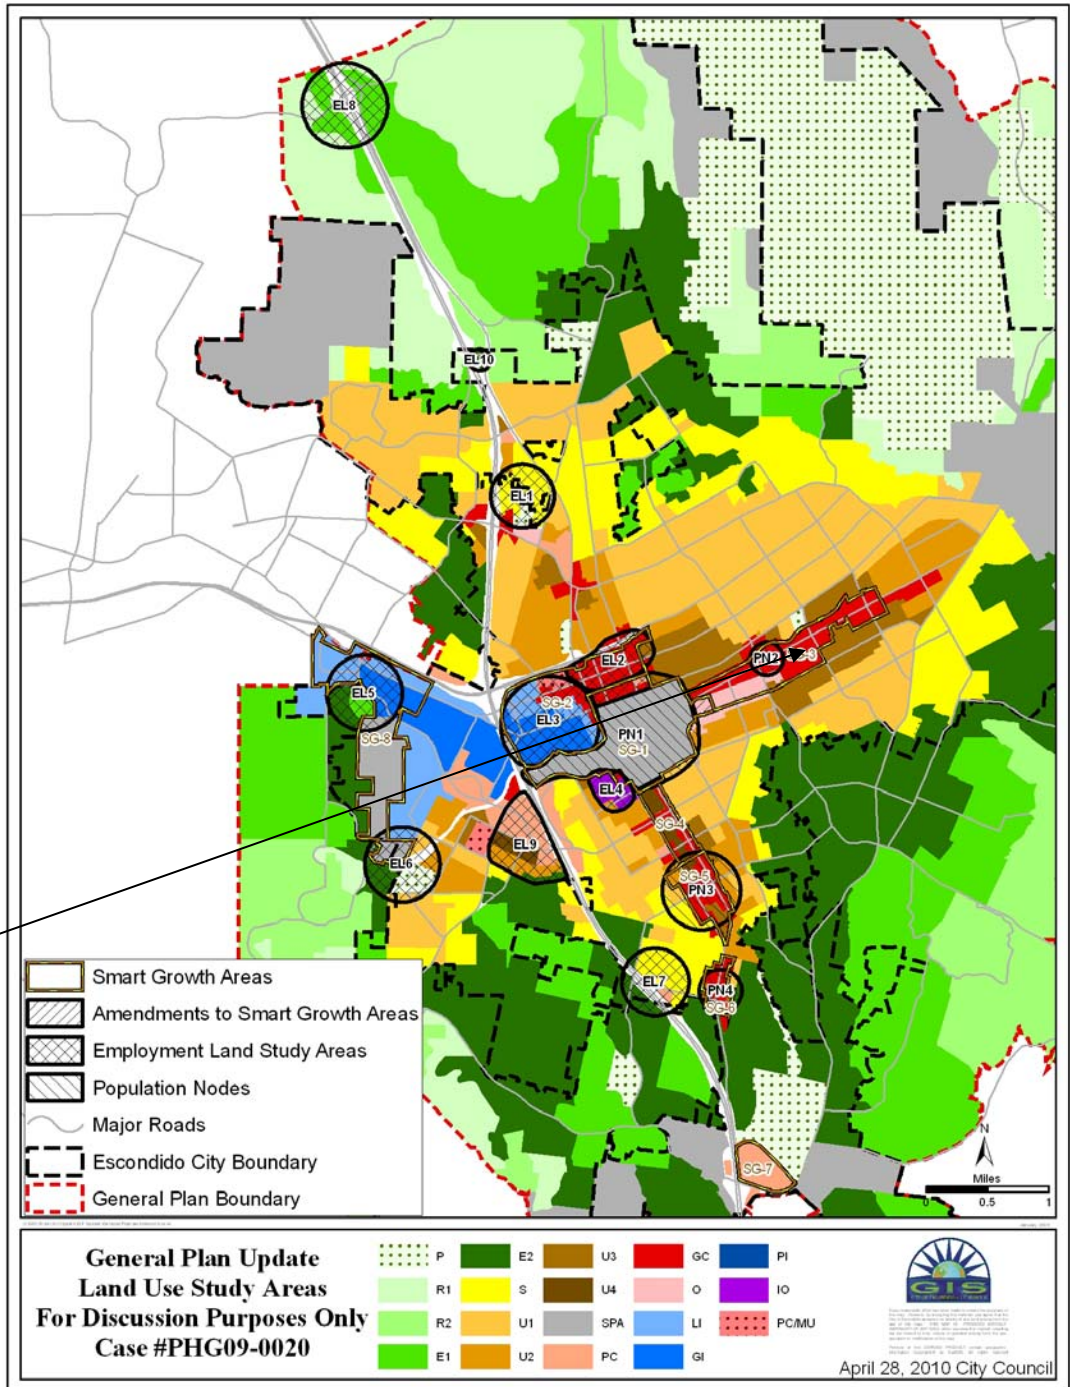 EL8
EL10
EL1
EL2
PN2
SG-3
EL5
SG-2
EL3
PN1
SG-1
SG-8
EL4
SG-4
EL9
EL6
SG-5
PN3
EL7
PN4
SG-6
SG-7
Smart Growth Areas
Amendments to Smart Growth Areas
Employment Land Study Areas
Population Nodes
Major Roads
Escondido City Boundary
General Plan Boundary
N
Miles
0 0.5 1
General Plan Update
Land Use Study Areas
For Discussion Purposes Only
Case #PHG09-0020
P E2 U3 GC PI
R1 S U4 O IO
R2 U1 SPA LI PC/MU
E1 U2 PC GI
GIS
April 28, 2010 City Council